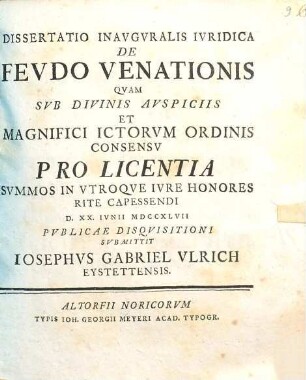 DISSERTATIO INAVGVRALIS IVRIDICA
DE
FEVDO VENATIONIS
QVAM
SVB DIVINIS AVSPICIIS
ET
MAGNIFICI ICTORVM ORDINIS
CONSENSV
PRO LICENTIA
SVMMOS IN VTROQVE IVRE HONORES
RITE CAPESSENDI
D. XX. IVNII MDCCXLVII
PVBLICAE DISQVISITIONI
SVBMITTIT
IOSEPHVS GABRIEL VLRICH
EYSTETTENSIS.
ALTORFII NORICORVM
TYPIS IOH. GEORGII MEYERI ACAD. TYPOGR.